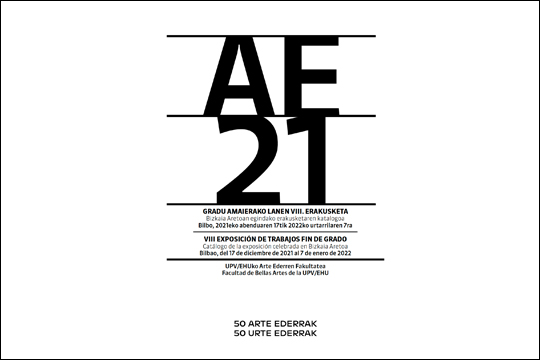 AE
21
GRADU AMAIERAKO LANEN VIII. ERAKUSKETA
Bizkaia Aretoan egindako erakusketaren katalogoa
Bilbo, 2021eko abenduaren 17tik 2022ko urtarrilaren 7ra
VIII EXPOSICIÓN DE TRABAJOS FIN DE GRADO
Catálogo de la exposición celebrada en Bizkaia Aretoa
Bilbao, del 17 de diciembre de 2021 al 7 de enero de 2022
UPV/EHUko Arte Ederren Fakultatea
Facultad de Bellas Artes de la UPV/EHU
50 ARTE EDERRAK
50 URTE EDERRAK